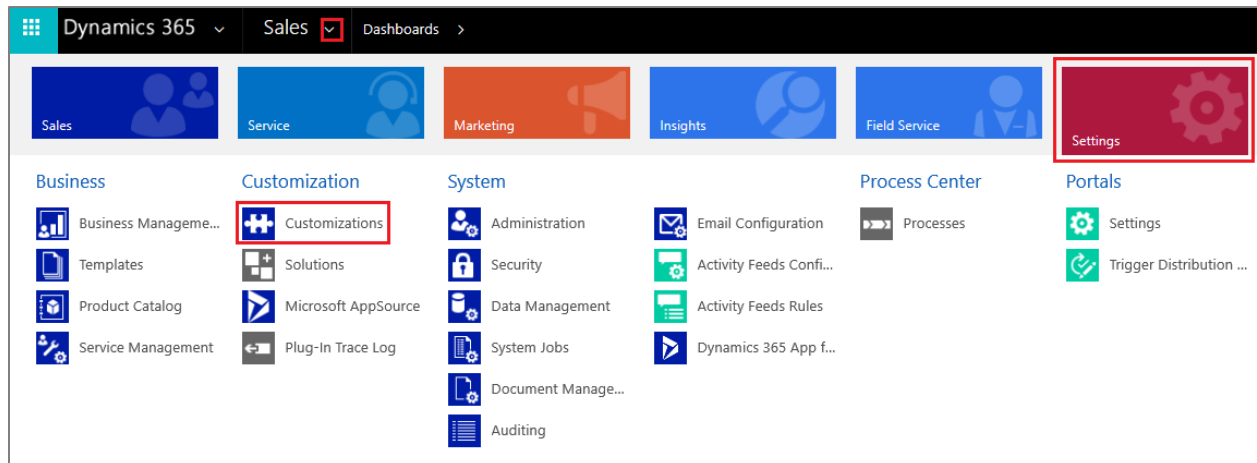 Dynamics 365 Sales Dashboards >
Sales Service Marketing Insights Field Service Settings
Business Customization System Process Center Portals
Business Manageme... Customizations Administration Email Configuration Processes Settings
Templates Solutions Security Activity Feeds Confi... Trigger Distribution ...
Product Catalog Microsoft AppSource Data Management Activity Feeds Rules
Service Management Plug-In Trace Log System Jobs Dynamics 365 App f...
Document Manage...
Auditing